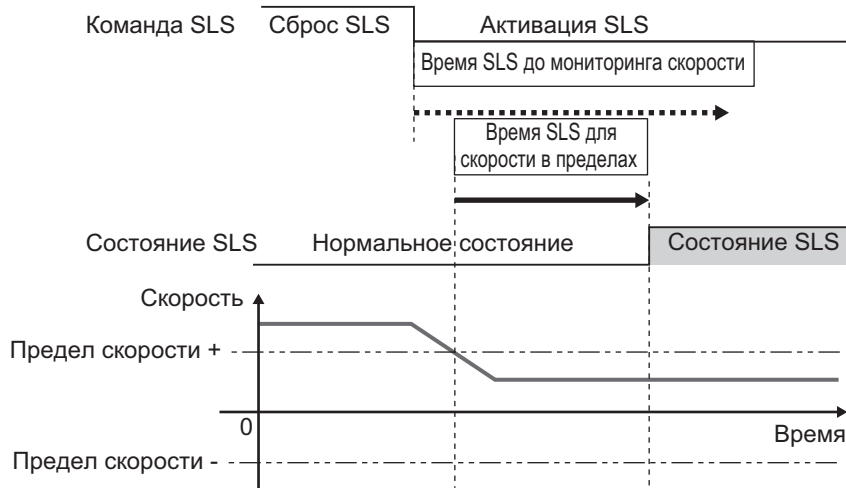 Команда SLS Сброс SLS Активация SLS
Время SLS до мониторинга скорости
Время SLS для
скорости в пределах
Состояние SLS Нормальное состояние Состояние SLS
Скорость
Предел скорости +
0
Время
Предел скорости -